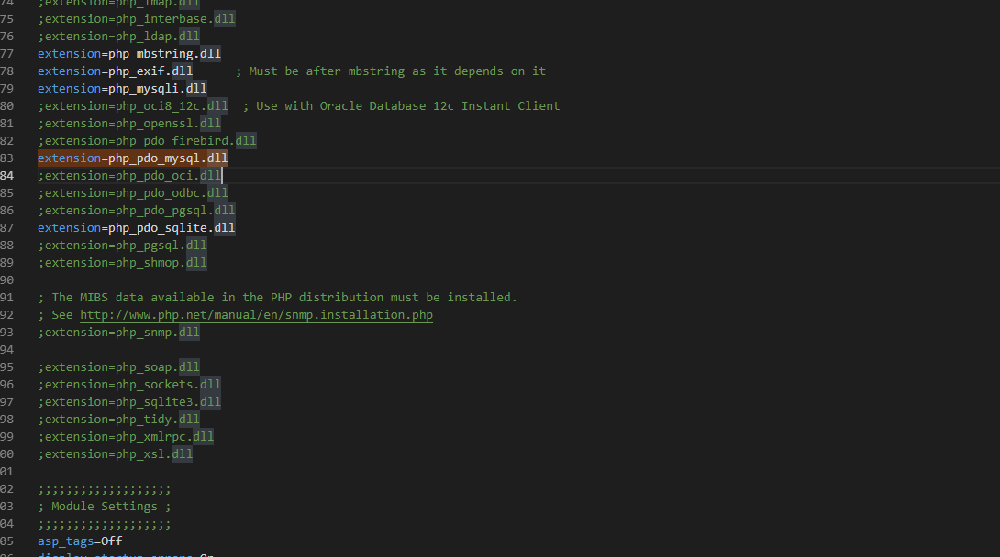 74 ;extension=php_imap.dll
75 ;extension=php_interbase.dll
76 ;extension=php_ldap.dll
77 extension=php_mbstring.dll
78 extension=php_exif.dll      ; Must be after mbstring as it depends on it
79 extension=php_mysqli.dll
80 ;extension=php_oci8_12c.dll  ; Use with Oracle Database 12c Instant Client
81 ;extension=php_openssl.dll
82 ;extension=php_pdo_firebird.dll
83 extension=php_pdo_mysql.dll
84 ;extension=php_pdo_oci.dll
85 ;extension=php_pdo_odbc.dll
86 ;extension=php_pdo_pgsql.dll
87 extension=php_pdo_sqlite.dll
88 ;extension=php_pgsql.dll
89 ;extension=php_shmop.dll
90
91 ; The MIBS data available in the PHP distribution must be installed.
92 ; See http://www.php.net/manual/en/snmp.installation.php
93 ;extension=php_snmp.dll
94
95 ;extension=php_soap.dll
96 ;extension=php_sockets.dll
97 ;extension=php_sqlite3.dll
98 ;extension=php_tidy.dll
99 ;extension=php_xmlrpc.dll
00 ;extension=php_xsl.dll
01
02 ;;;;;;;;;;;;;;;;;;;
03 ; Module Settings ;
04 ;;;;;;;;;;;;;;;;;;;
05 asp_tags=Off
display_startup_errors=On